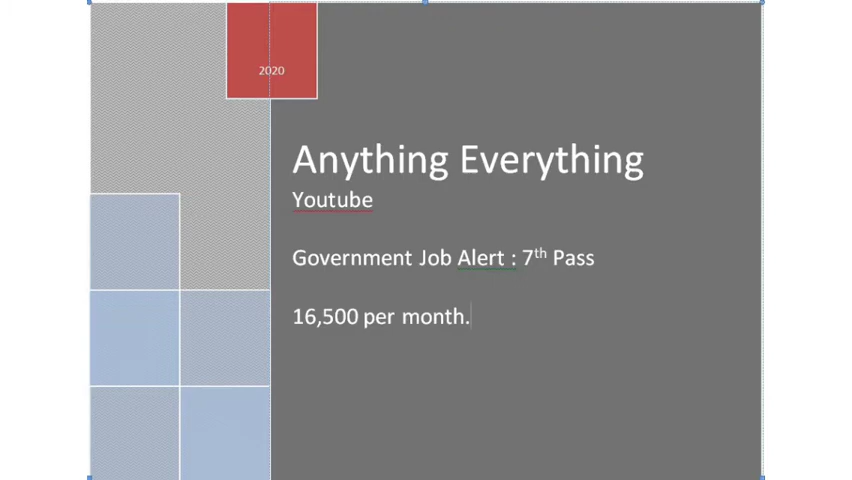 2020
Anything Everything
Youtube
Government Job Alert : 7th Pass
16,500 per month.